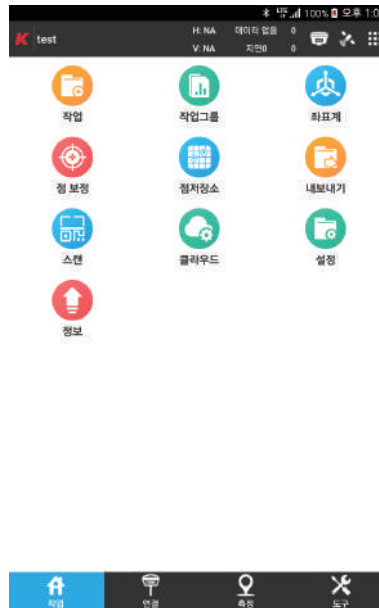 100% 오후 1:0
K test H: NA 데이터 없음 0
V: NA 지연0 0
작업 작업그룹 좌표계
점 보정 점저장소 내보내기
스캔 클라우드 설정
정보
작업 연결 측정 도구